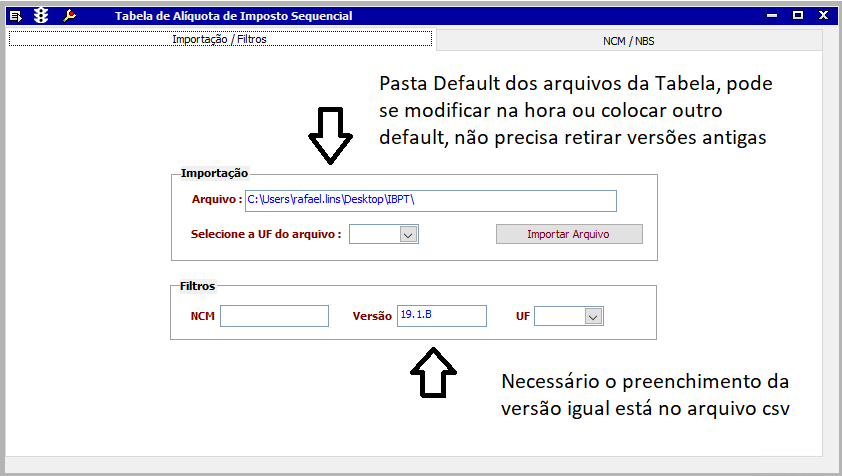 Tabela de Alíquota de Imposto Sequencial
Importação / Filtros
NCM / NBS
Pasta Default dos arquivos da Tabela, pode
se modificar na hora ou colocar outro
default, não precisa retirar versões antigas
Importação
Arquivo : C:\Users\rafael.lins\Desktop\IBPT\
Selecione a UF do arquivo :
Importar Arquivo
Filtros
NCM
Versão 19.1.B
UF
Necessário o preenchimento da
versão igual está no arquivo csv